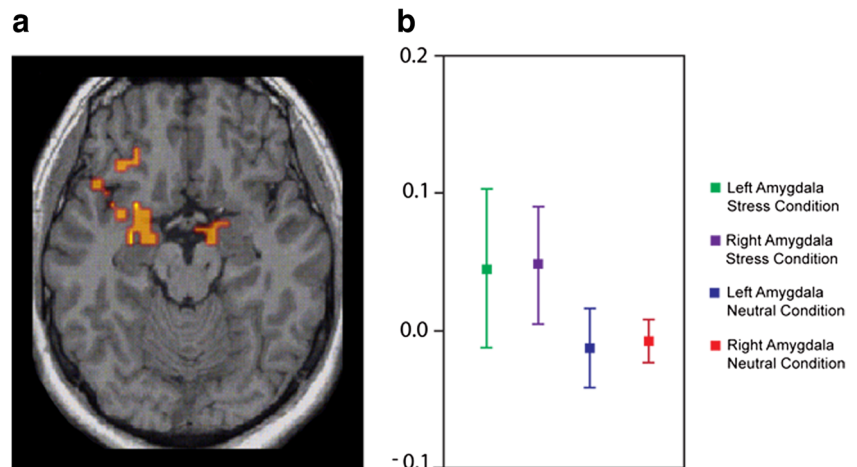 a
b
0.2
0.1
0.0
- 0.1
Left Amygdala
Stress Condition
Right Amygdala
Stress Condition
Left Amygdala
Neutral Condition
Right Amygdala
Neutral Condition